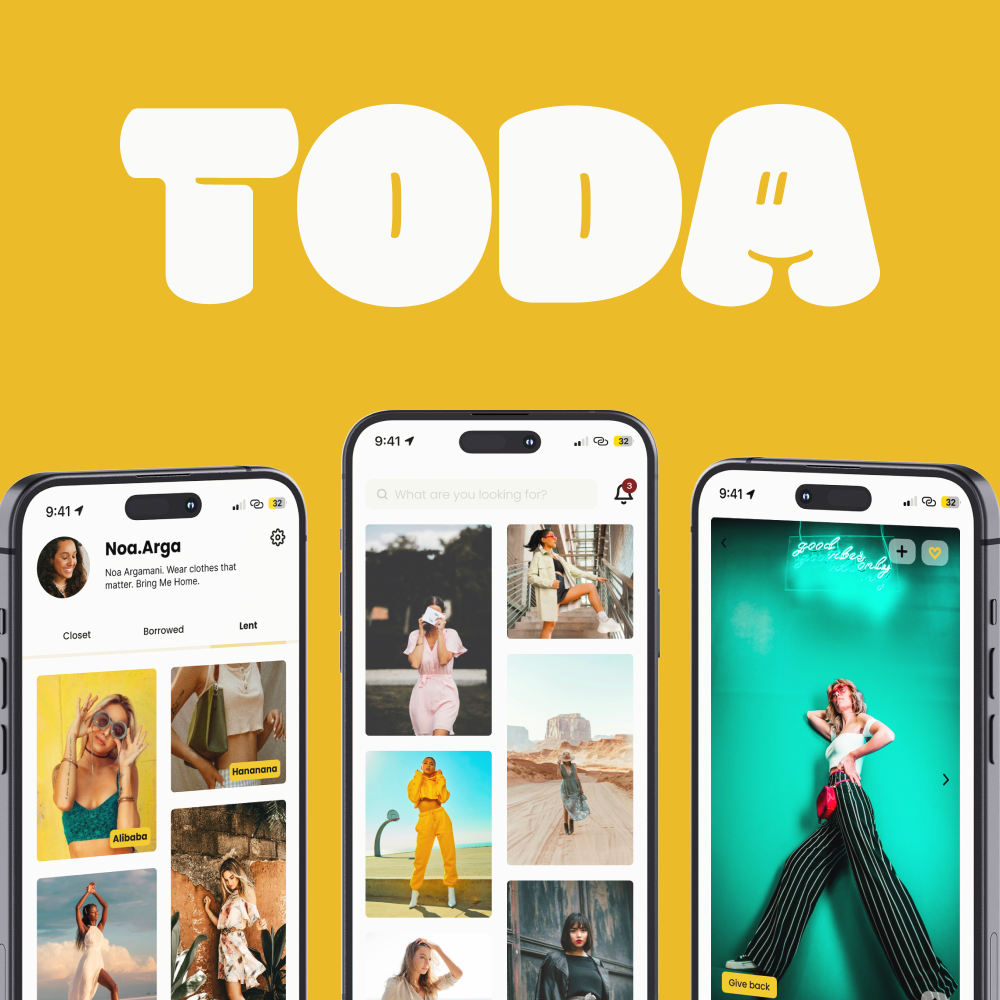 TODA
9:41
32
Noa.Arga
Noa Argamani. Wear clothes that
matter. Bring Me Home.
Closet
Borrowed
Lent
Alibaba
Hananana
9:41
32
What are you looking for?
3
9:41
32
good
vibes
only
Give back